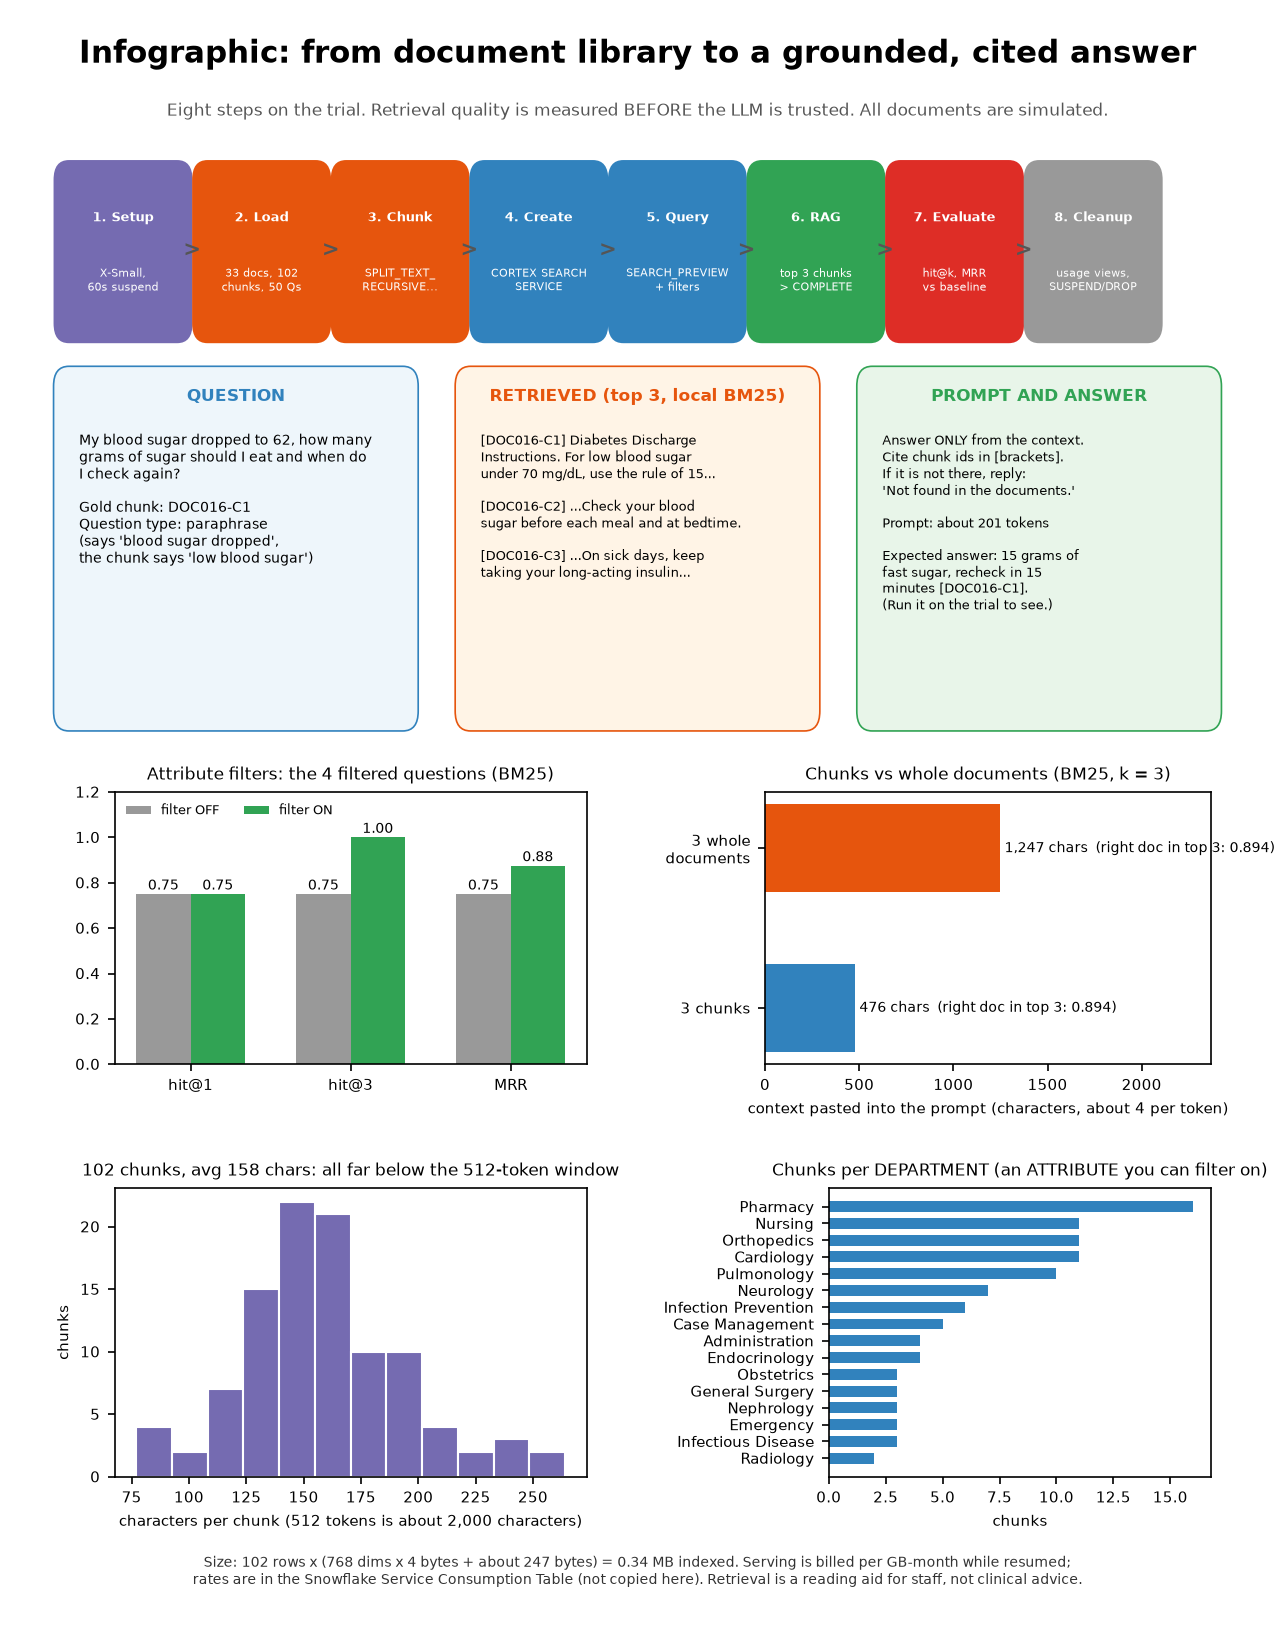 Infographic: from document library to a grounded, cited answer
Eight steps on the trial. Retrieval quality is measured BEFORE the LLM is trusted. All documents are simulated.
1. Setup
X-Small,
60s suspend
>
2. Load
33 docs, 102
chunks, 50 Qs
>
3. Chunk
SPLIT_TEXT_
RECURSIVE...
>
4. Create
CORTEX SEARCH
SERVICE
>
5. Query
SEARCH_PREVIEW
+ filters
>
6. RAG
top 3 chunks
> COMPLETE
>
7. Evaluate
hit@k, MRR
vs baseline
>
8. Cleanup
usage views,
SUSPEND/DROP
QUESTION
My blood sugar dropped to 62, how many
grams of sugar should I eat and when do
I check again?
Gold chunk: DOC016-C1
Question type: paraphrase
(says 'blood sugar dropped',
the chunk says 'low blood sugar')
RETRIEVED (top 3, local BM25)
[DOC016-C1] Diabetes Discharge
Instructions. For low blood sugar
under 70 mg/dL, use the rule of 15...
[DOC016-C2] ...Check your blood
sugar before each meal and at bedtime.
[DOC016-C3] ...On sick days, keep
taking your long-acting insulin...
PROMPT AND ANSWER
Answer ONLY from the context.
Cite chunk ids in [brackets].
If it is not there, reply:
'Not found in the documents.'
Prompt: about 201 tokens
Expected answer: 15 grams of
fast sugar, recheck in 15
minutes [DOC016-C1].
(Run it on the trial to see.)
Attribute filters: the 4 filtered questions (BM25)
filter OFF
filter ON
1.2
1.0
0.8
0.6
0.4
0.2
0.0
0.75
0.75
0.75
1.00
0.75
0.88
hit@1
hit@3
MRR
Chunks vs whole documents (BM25, k = 3)
3 whole
documents
1,247 chars  (right doc in top 3: 0.894)
3 chunks
476 chars  (right doc in top 3: 0.894)
0
500
1000
1500
2000
context pasted into the prompt (characters, about 4 per token)
102 chunks, avg 158 chars: all far below the 512-token window
chunks
20
15
10
5
0
75
100
125
150
175
200
225
250
characters per chunk (512 tokens is about 2,000 characters)
Chunks per DEPARTMENT (an ATTRIBUTE you can filter on)
Pharmacy
Nursing
Orthopedics
Cardiology
Pulmonology
Neurology
Infection Prevention
Case Management
Administration
Endocrinology
Obstetrics
General Surgery
Nephrology
Emergency
Infectious Disease
Radiology
0.0
2.5
5.0
7.5
10.0
12.5
15.0
chunks
Size: 102 rows x (768 dims x 4 bytes + about 247 bytes) = 0.34 MB indexed. Serving is billed per GB-month while resumed;
rates are in the Snowflake Service Consumption Table (not copied here). Retrieval is a reading aid for staff, not clinical advice.